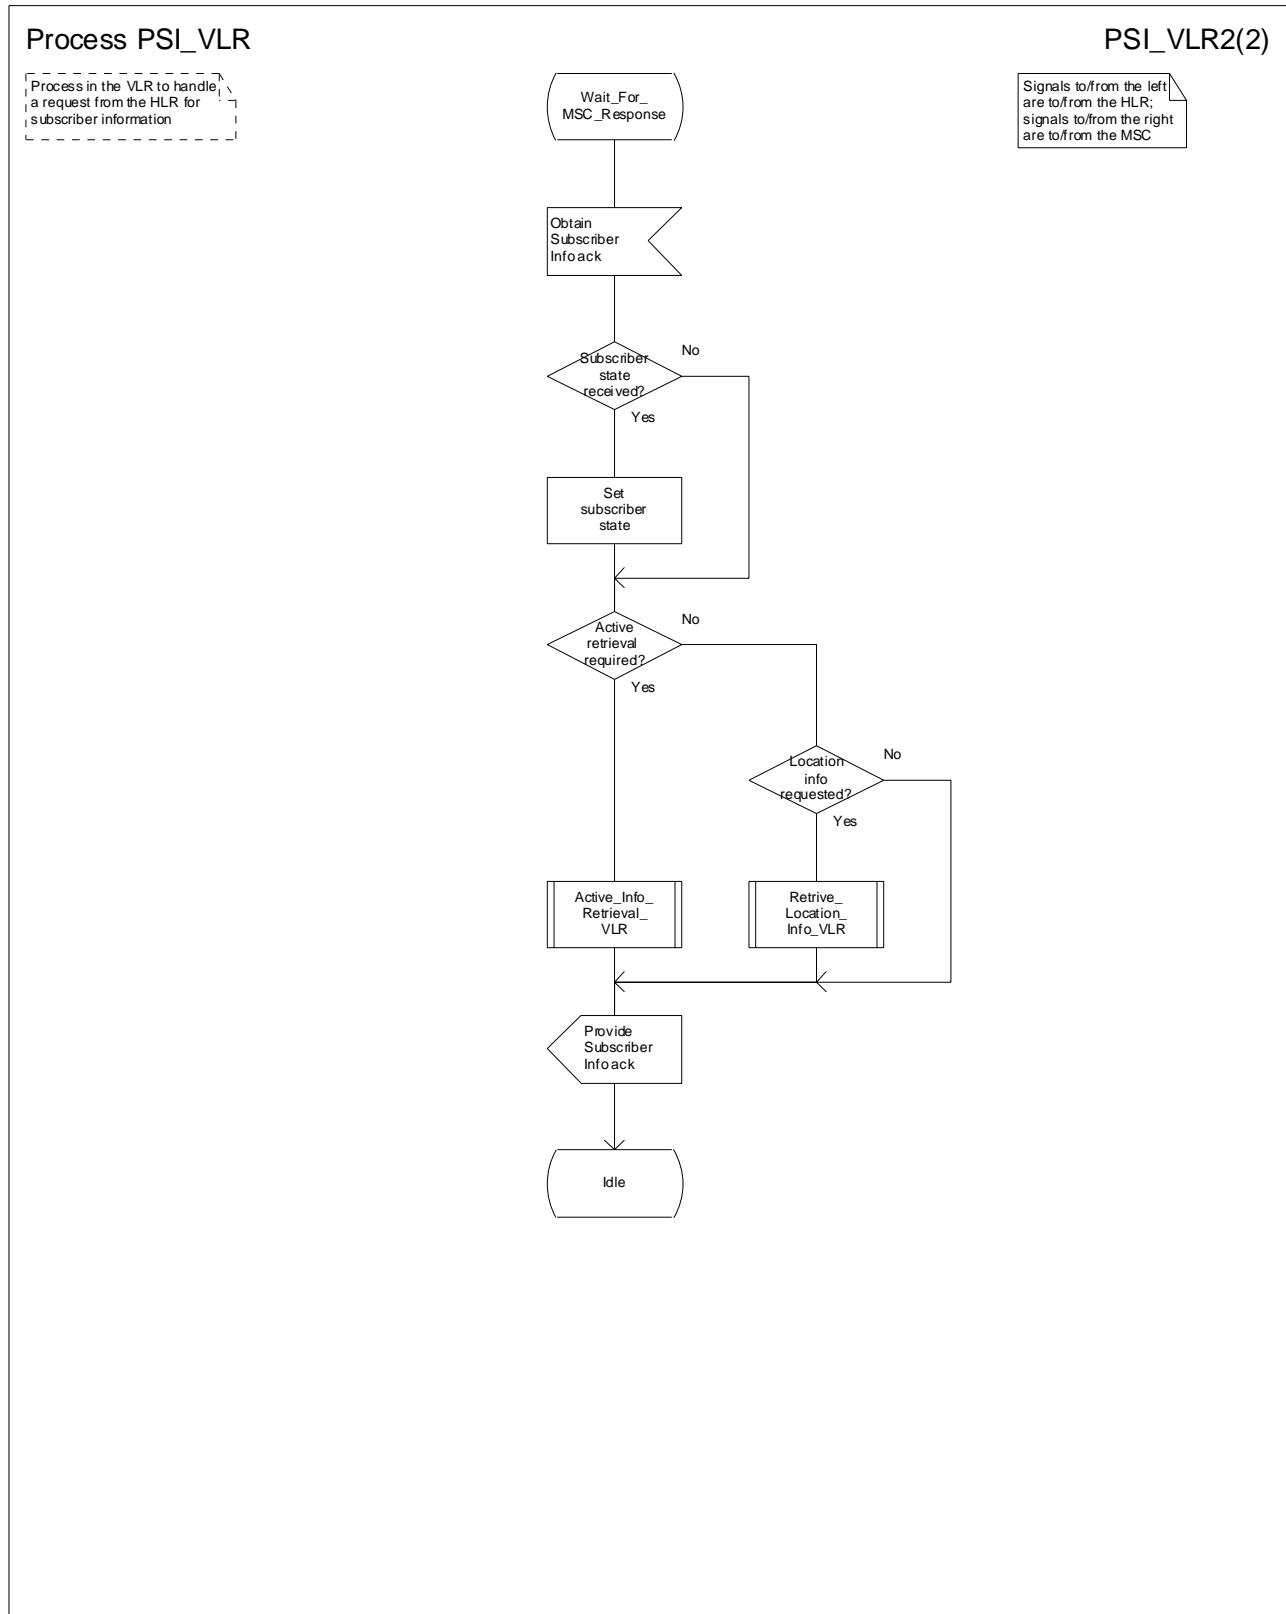 Process PSI_VLR
PSI_VLR2(2)
Process in the VLR to handle
a request from the HLR for
subscriber information
Signals to/from the left
are to/from the HLR;
signals to/from the right
are to/from the MSC
Wait_For_
MSC_Response
Obtain
Subscriber
Info ack
Subscriber
state
received?
No
Yes
Set
subscriber
state
Active
retrieval
required?
No
Yes
Location
info
requested?
No
Yes
Active_Info_
Retrieval_
VLR
Retrive_
Location_
Info_VLR
Provide
Subscriber
Info ack
Idle